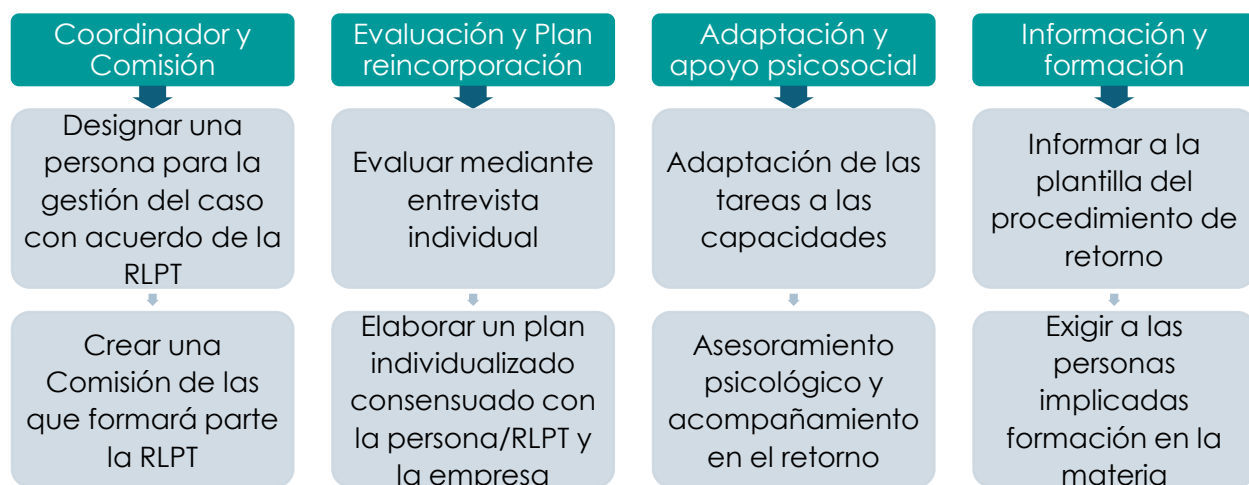 Coordinador y
Comisión
Designar una
persona para la
gestión del caso
con acuerdo de la
RLPT
Crear una
Comisión de las
que formará parte
la RLPT
Evaluación y Plan
reincorporación
Evaluar mediante
entrevista
individual
Elaborar un plan
individualizado
consensuado con
la persona/RLPT y
la empresa
Adaptación y
apoyo psicosocial
Adaptación de las
tareas a las
capacidades
Asesoramiento
psicológico y
acompañamiento
en el retorno
Información y
formación
Informar a la
plantilla del
procedimiento de
retorno
Exigir a las
personas
implicadas
formación en la
materia